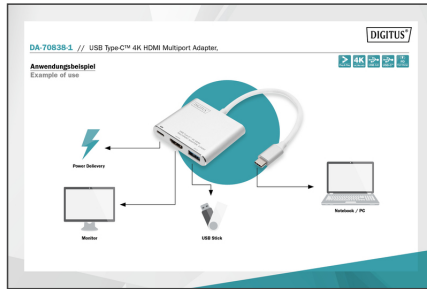 DIGITUS®
DA-70838-1 // USB Type-C™ 4K HDMI Multiport Adapter,
Anwendungsbeispiel
Example of use
4K
Power Delievery
Monitor
USB Stick
Notebook / PC